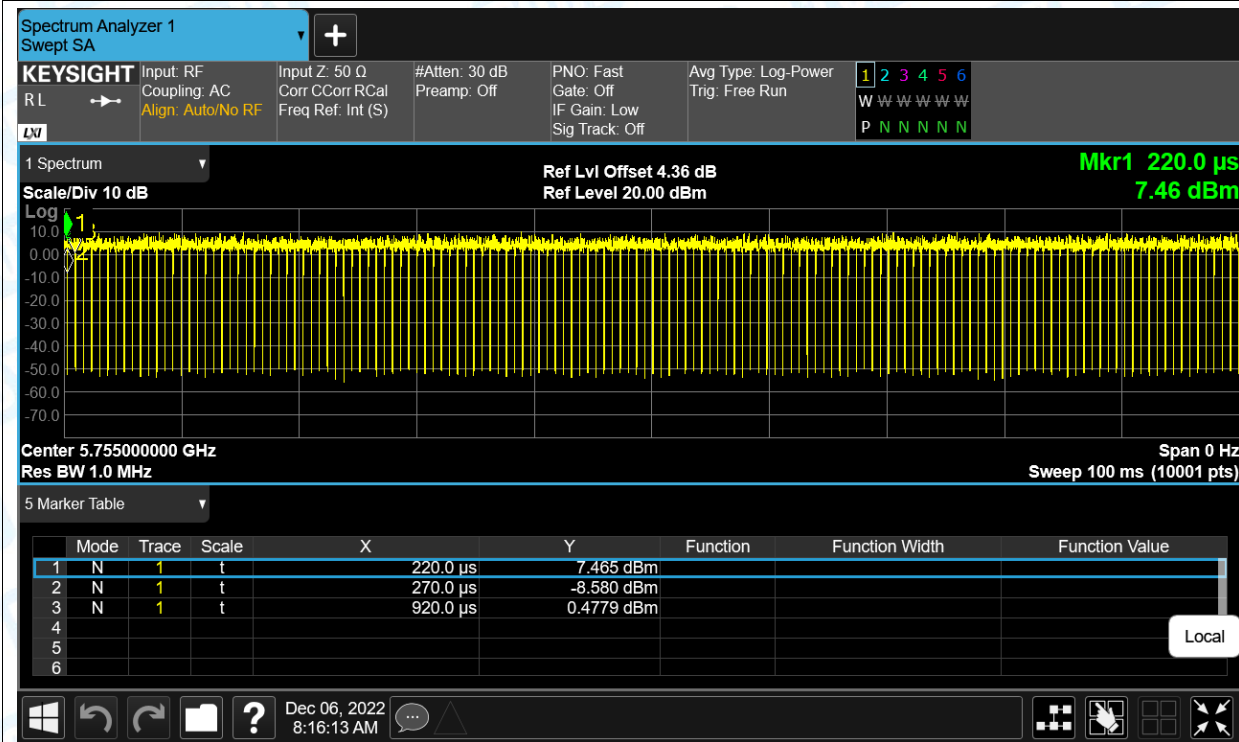 Spectrum Analyzer 1
Swept SA
+
KEYSIGHT
R L
LXI
Input: RF
Coupling: AC
Align: Auto/No RF
Input Z: 50 Ω
Corr CCorr RCal
Freq Ref: Int (S)
#Atten: 30 dB
Preamp: Off
PNO: Fast
Gate: Off
IF Gain: Low
Sig Track: Off
Avg Type: Log-Power
Trig: Free Run
1 2 3 4 5 6
W W W W W W
P N N N N N
1 Spectrum
Scale/Div 10 dB
Ref Lvl Offset 4.36 dB
Ref Level 20.00 dBm
Mkr1 220.0 µs
7.46 dBm
Log
1
3
2
10.0
0.00
-10.0
-20.0
-30.0
-40.0
-50.0
-60.0
-70.0
Center 5.755000000 GHz
Res BW 1.0 MHz
Span 0 Hz
Sweep 100 ms (10001 pts)
5 Marker Table
Mode Trace Scale X Y Function Function Width Function Value
1 N 1 t 220.0 µs 7.465 dBm
2 N 1 t 270.0 µs -8.580 dBm
3 N 1 t 920.0 µs 0.4779 dBm
4
5
6
Local
?
Dec 06, 2022
8:16:13 AM